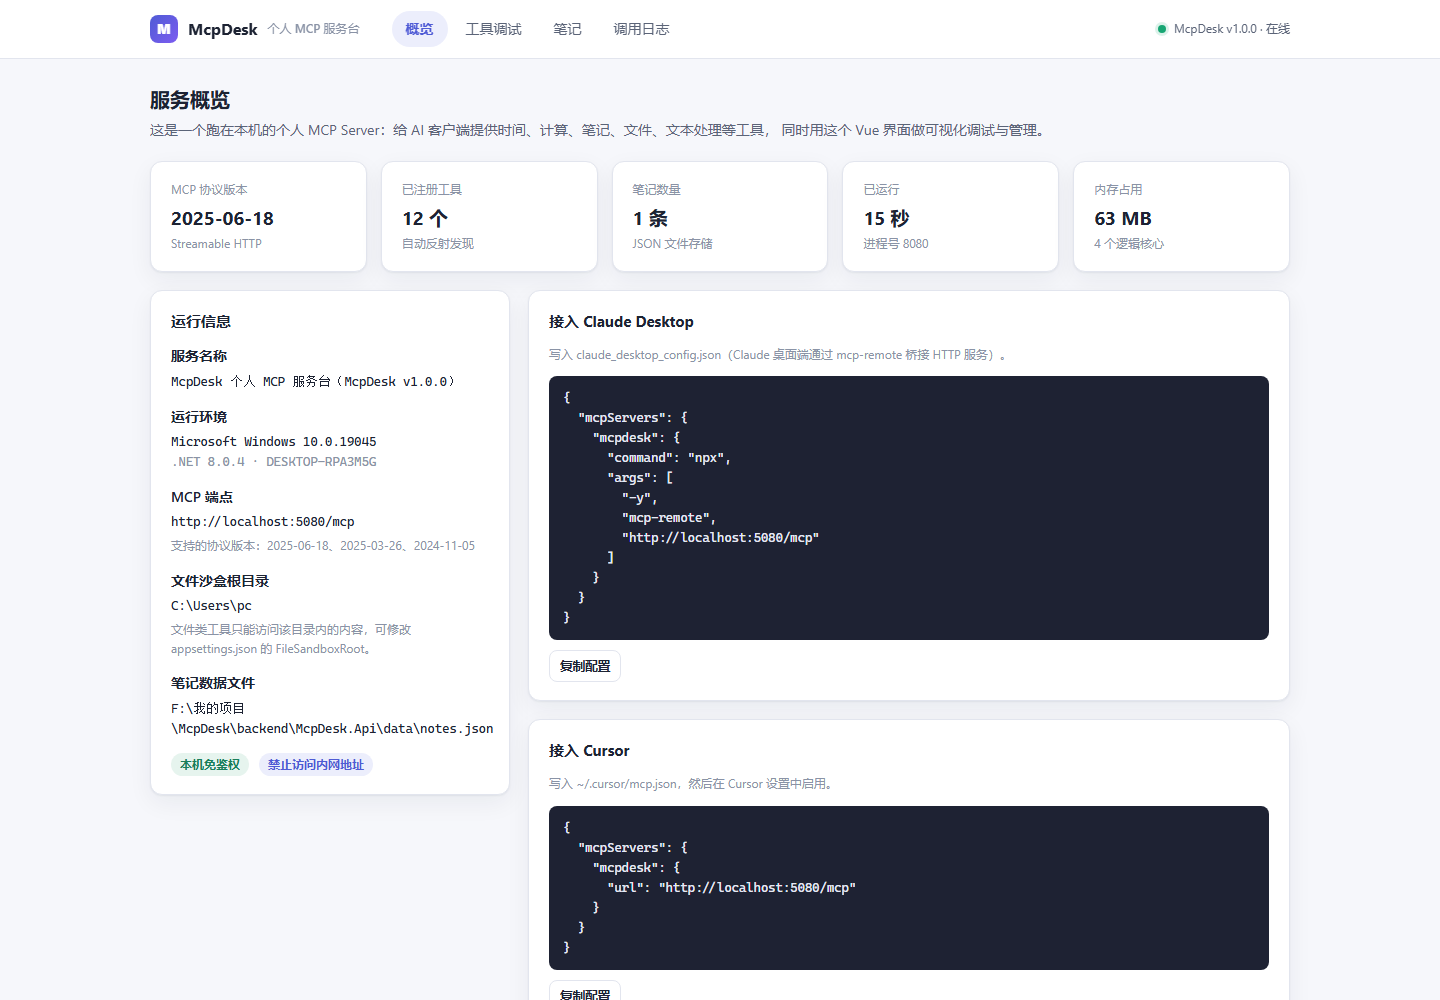 M McpDesk 个人 MCP 服务台 概览 工具调试 笔记 调用日志 McpDesk v1.0.0 · 在线
服务概览
这是一个跑在本机的个人 MCP Server：给 AI 客户端提供时间、计算、笔记、文件、文本处理等工具， 同时用这个 Vue 界面做可视化调试与管理。
MCP 协议版本
2025-06-18
Streamable HTTP
已注册工具
12 个
自动反射发现
笔记数量
1 条
JSON 文件存储
已运行
15 秒
进程号 8080
内存占用
63 MB
4 个逻辑核心
运行信息
服务名称
McpDesk 个人 MCP 服务台（McpDesk v1.0.0）
运行环境
Microsoft Windows 10.0.19045
.NET 8.0.4 · DESKTOP-RPA3M5G
MCP 端点
http://localhost:5080/mcp
支持的协议版本：2025-06-18、2025-03-26、2024-11-05
文件沙盒根目录
C:\Users\pc
文件类工具只能访问该目录内的内容，可修改
appsettings.json 的 FileSandboxRoot。
笔记数据文件
F:\我的项目
\McpDesk\backend\McpDesk.Api\data\notes.json
本机免鉴权 禁止访问内网地址
接入 Claude Desktop
写入 claude_desktop_config.json（Claude 桌面端通过 mcp-remote 桥接 HTTP 服务）。
{
  "mcpServers": {
    "mcpdesk": {
      "command": "npx",
      "args": [
        "-y",
        "mcp-remote",
        "http://localhost:5080/mcp"
      ]
    }
  }
}
复制配置
接入 Cursor
写入 ~/.cursor/mcp.json，然后在 Cursor 设置中启用。
{
  "mcpServers": {
    "mcpdesk": {
      "url": "http://localhost:5080/mcp"
    }
  }
}
复制配置